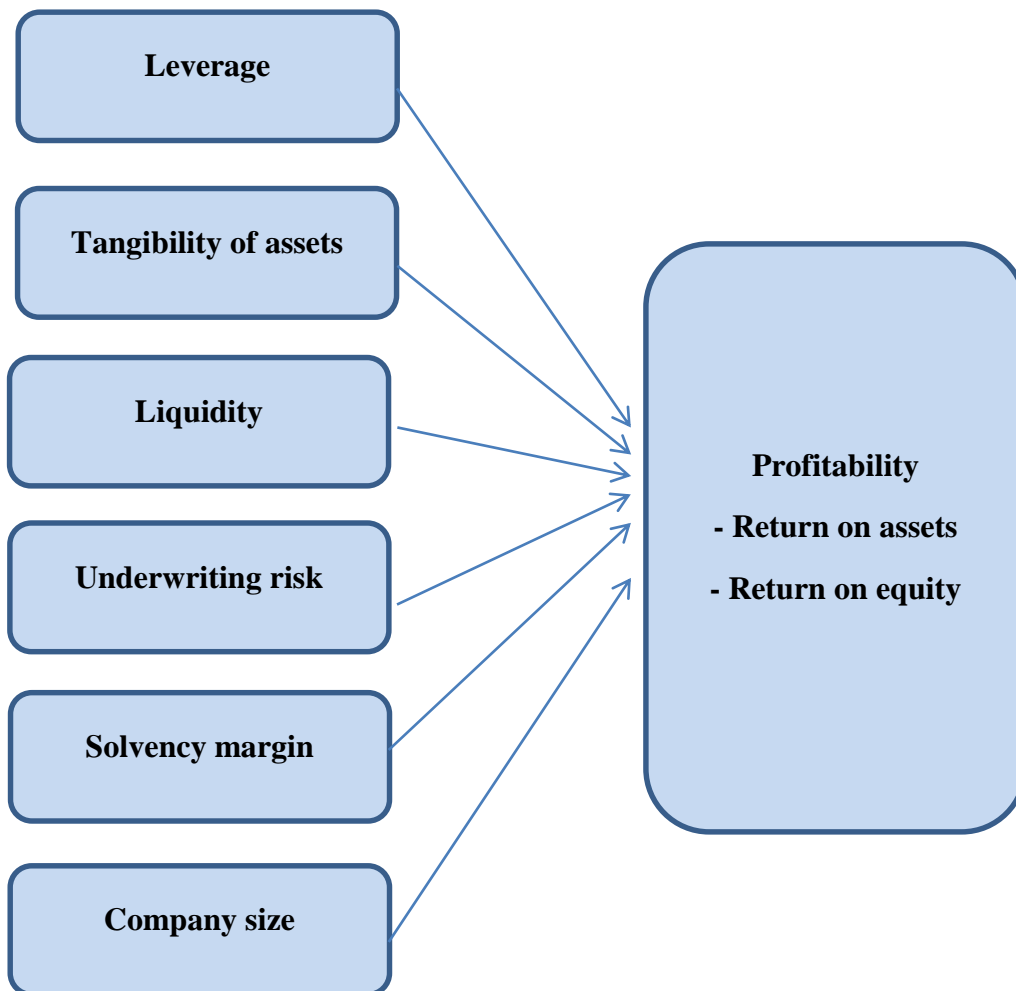 Leverage
Tangibility of assets
Liquidity
Underwriting risk
Solvency margin
Company size
Profitability
- Return on assets
- Return on equity